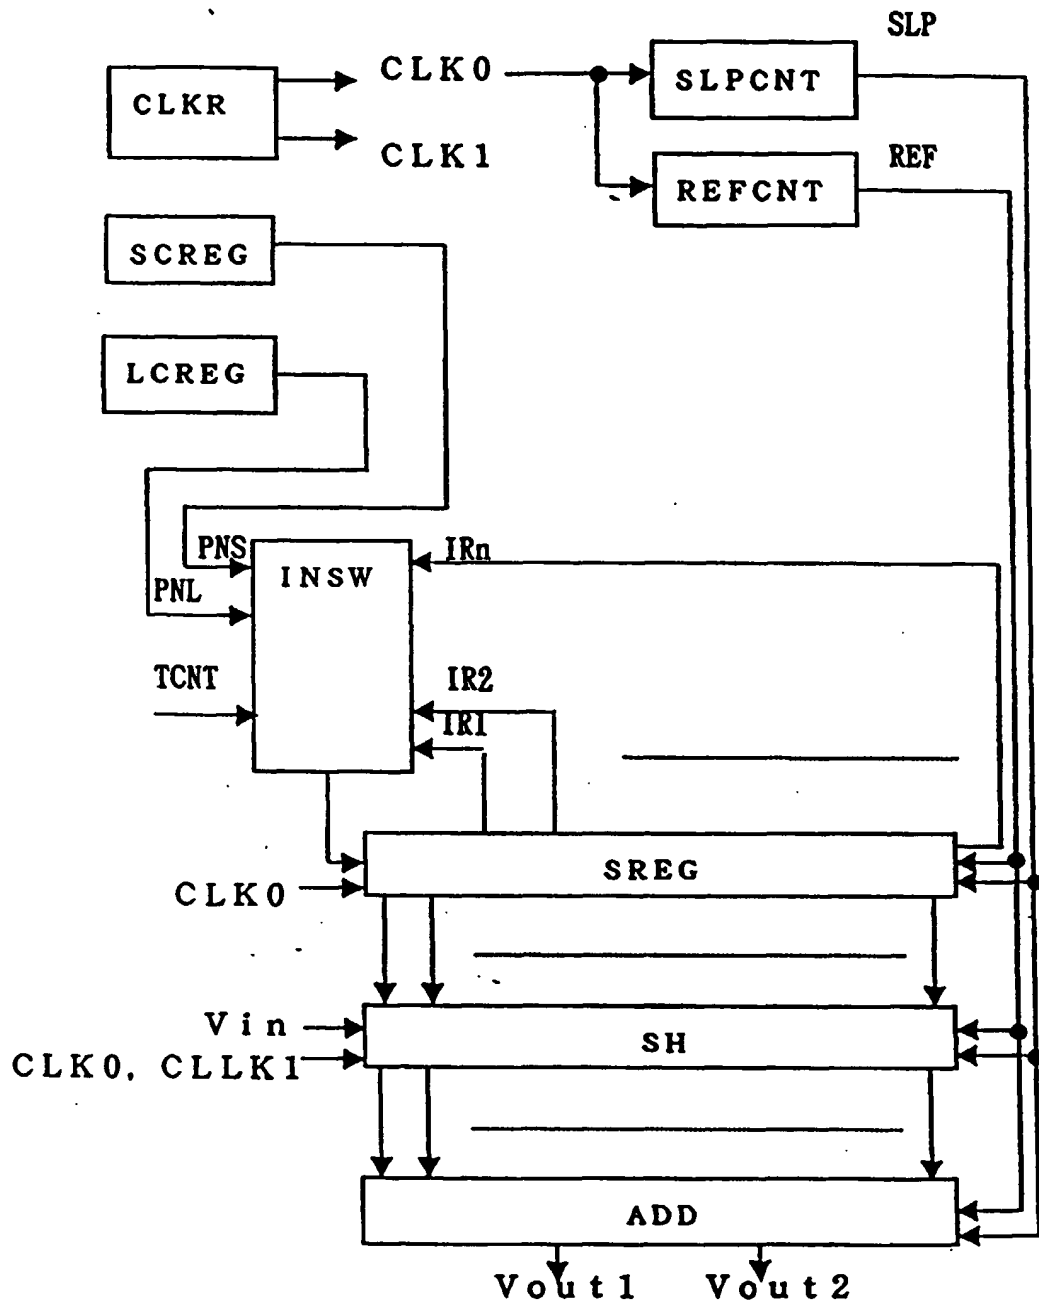 SLP
CLK0
SLPCNT
CLKR
CLK1
REF
REFCNT
SCREG
LCREG
PNS
IRn
INSW
PNL
TCNT
IR2
IR1
SREG
CLK0
Vin
SH
CLK0, CLLK1
ADD
Vout1
Vout2